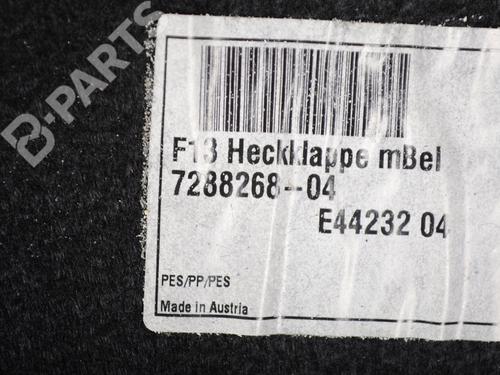 B-PARTS
F13 Heckklappe mBel
7288268--04
E44232 04
PES/PP/PES
Made in Austria